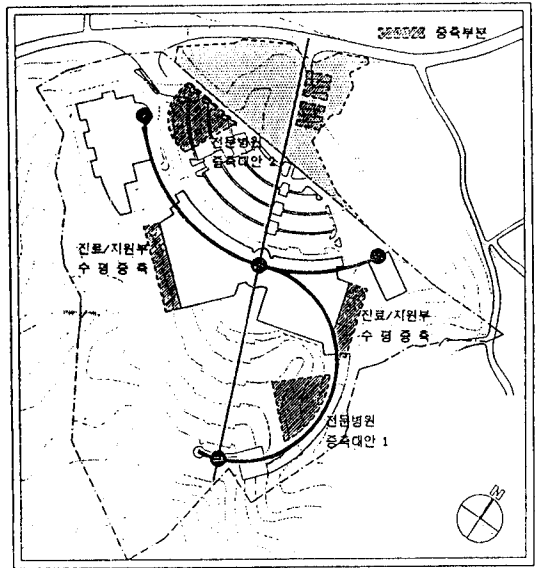 증축부분
전문병원
증축대안 2
진료/지원부
수 평 증 축
진료/지원부
수 평 증 축
전문병원
증축대안 1
N